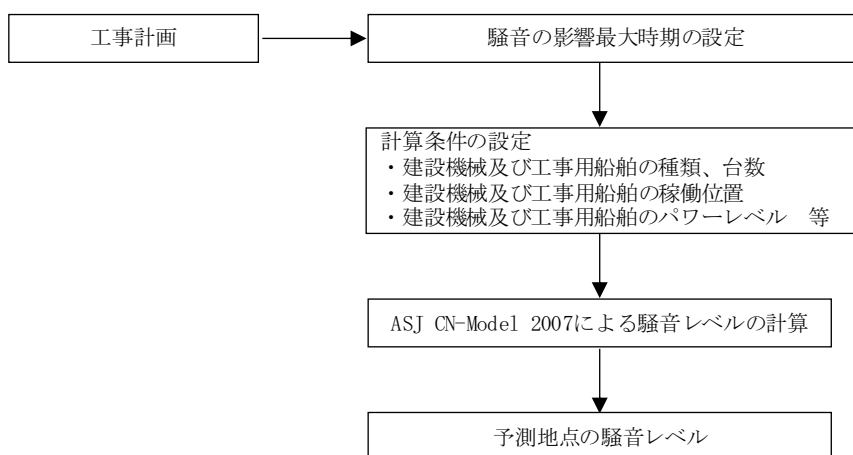 工事計画
騒音の影響最大時期の設定
計算条件の設定
・建設機械及び工事用船舶の種類、台数
・建設機械及び工事用船舶の稼働位置
・建設機械及び工事用船舶のパワーレベル　等
ASJ CN-Model 2007による騒音レベルの計算
予測地点の騒音レベル